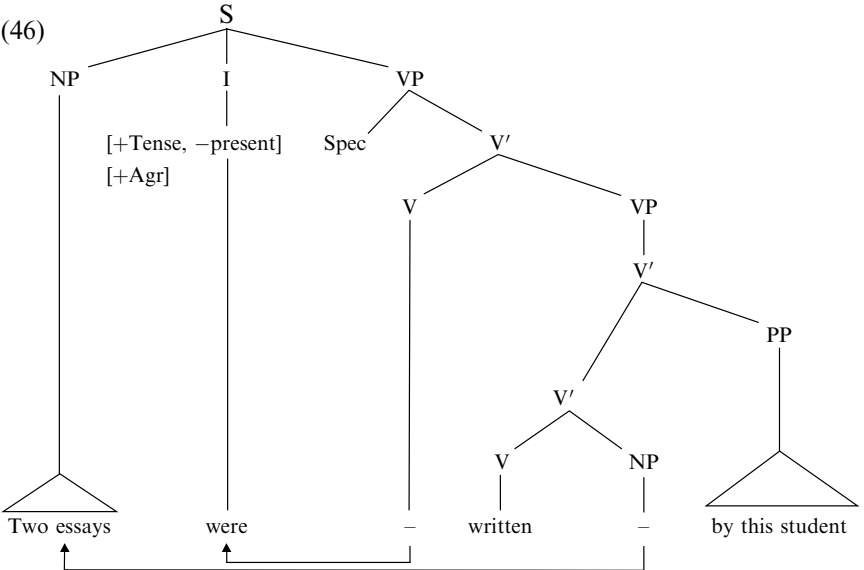 (46)
S
NP I VP
[+Tense, −present] Spec V′
[+Agr]
V VP
V′
PP
V′
V NP
Two essays were – written – by this student